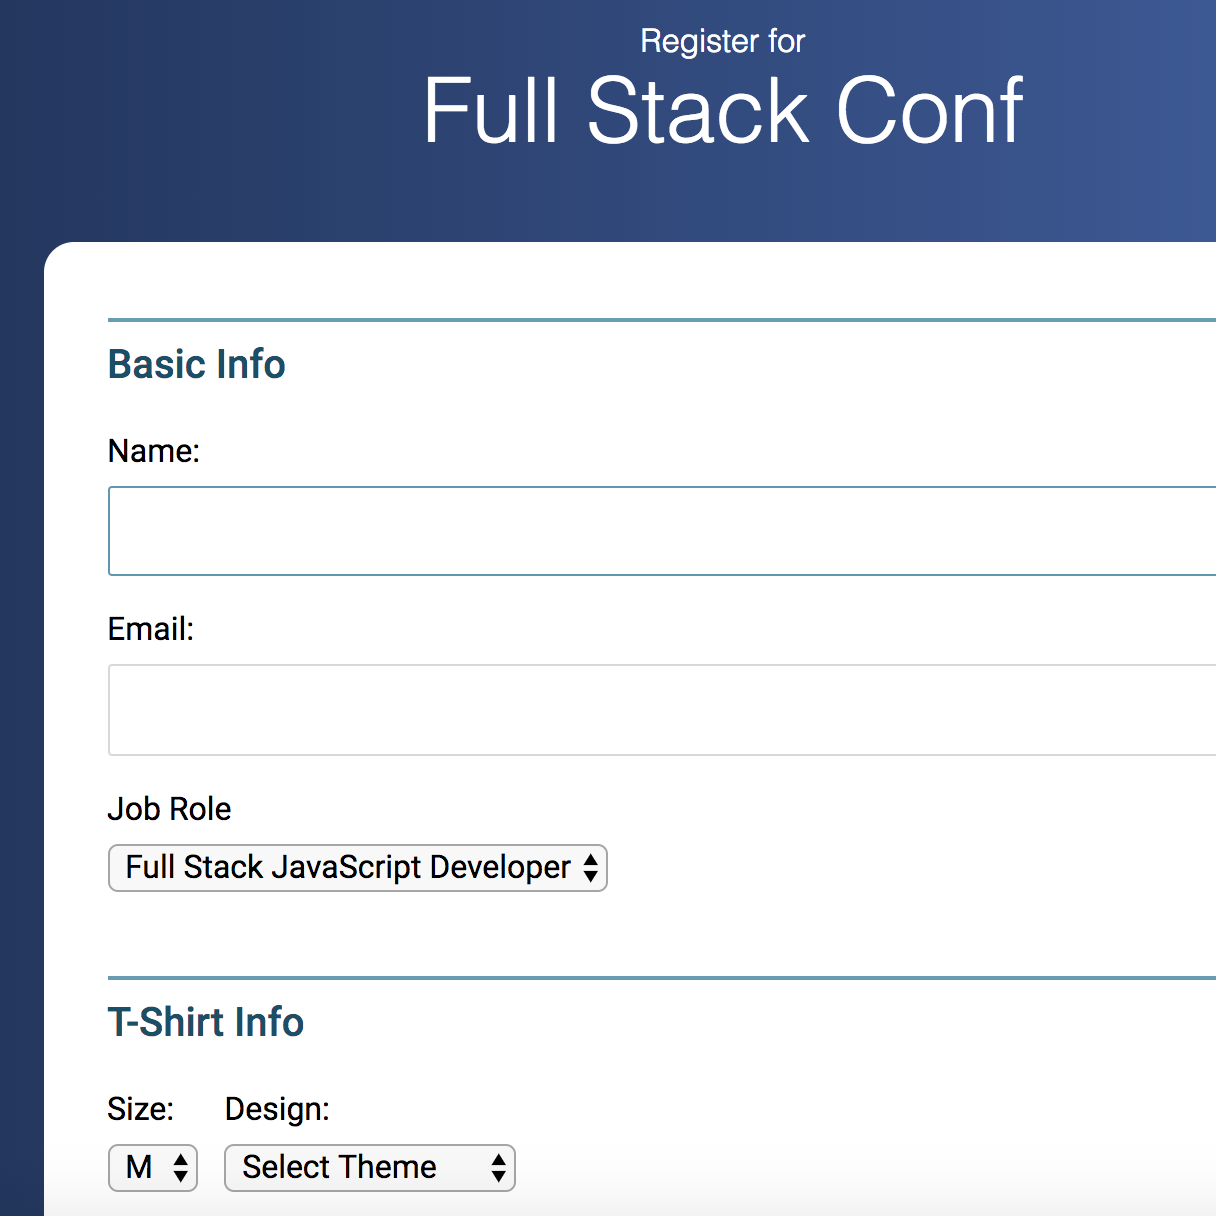 Register for
Full Stack Conf
Basic Info
Name:
Email:
Job Role
Full Stack JavaScript Developer
T-Shirt Info
Size: Design:
M Select Theme